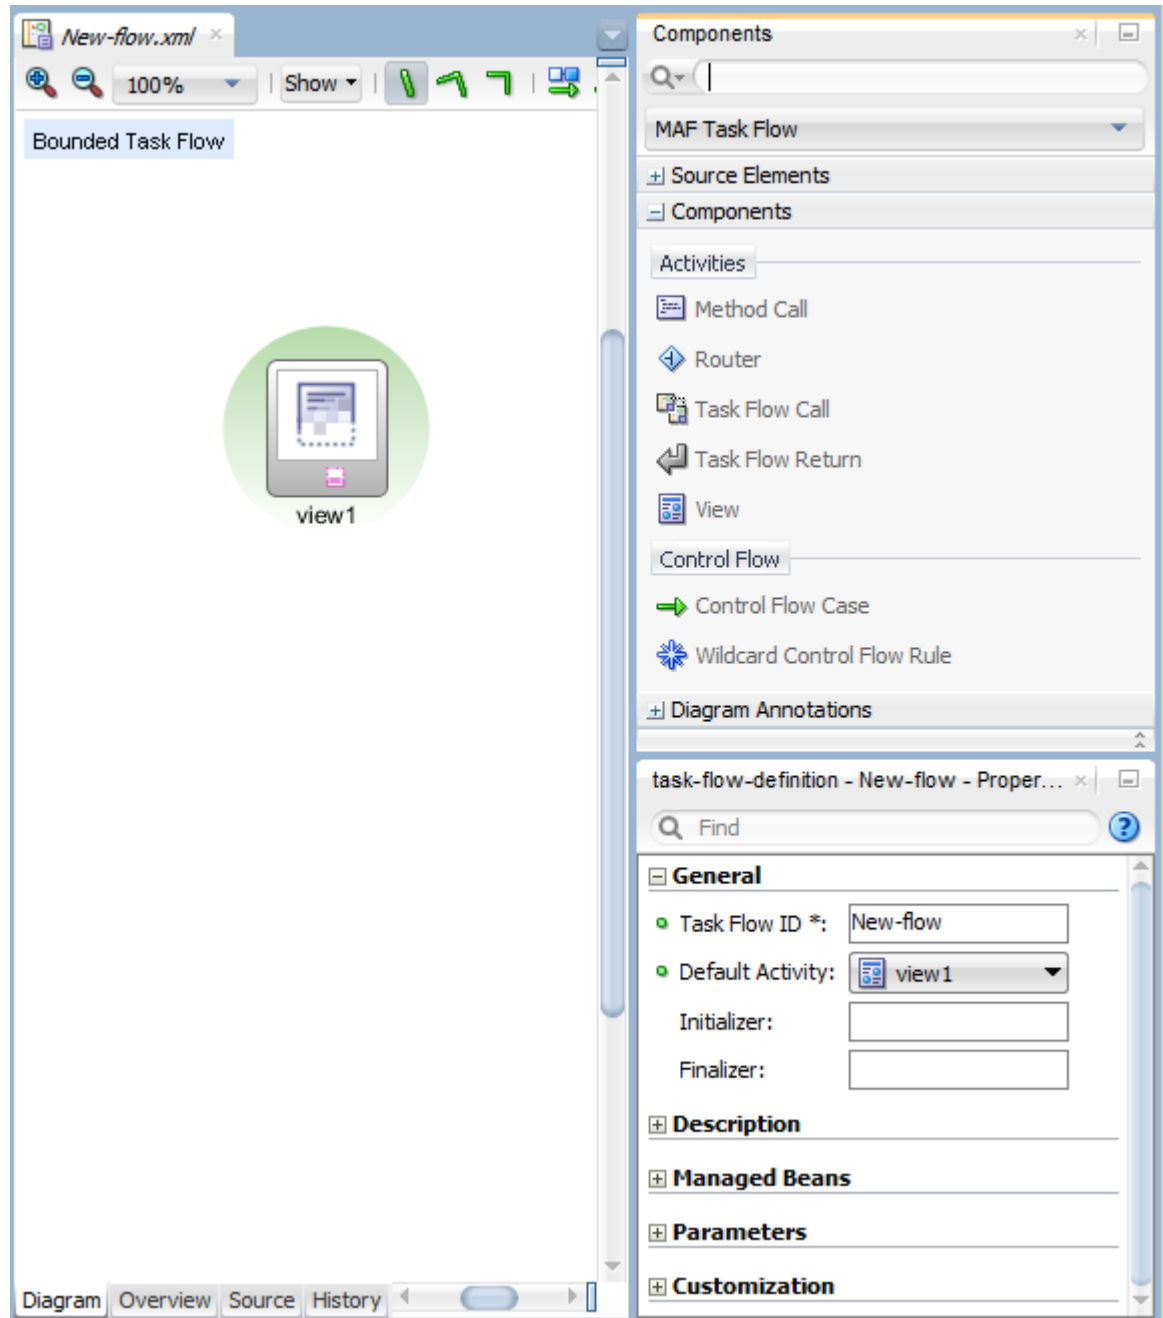 New-flow.xml
100%
Show
Bounded Task Flow
view1
Diagram Overview Source History
Components
MAF Task Flow
Source Elements
Components
Activities
Method Call
Router
Task Flow Call
Task Flow Return
View
Control Flow
Control Flow Case
Wildcard Control Flow Rule
Diagram Annotations
task-flow-definition - New-flow - Proper...
Find
General
Task Flow ID *: New-flow
Default Activity: view1
Initializer:
Finalizer:
Description
Managed Beans
Parameters
Customization